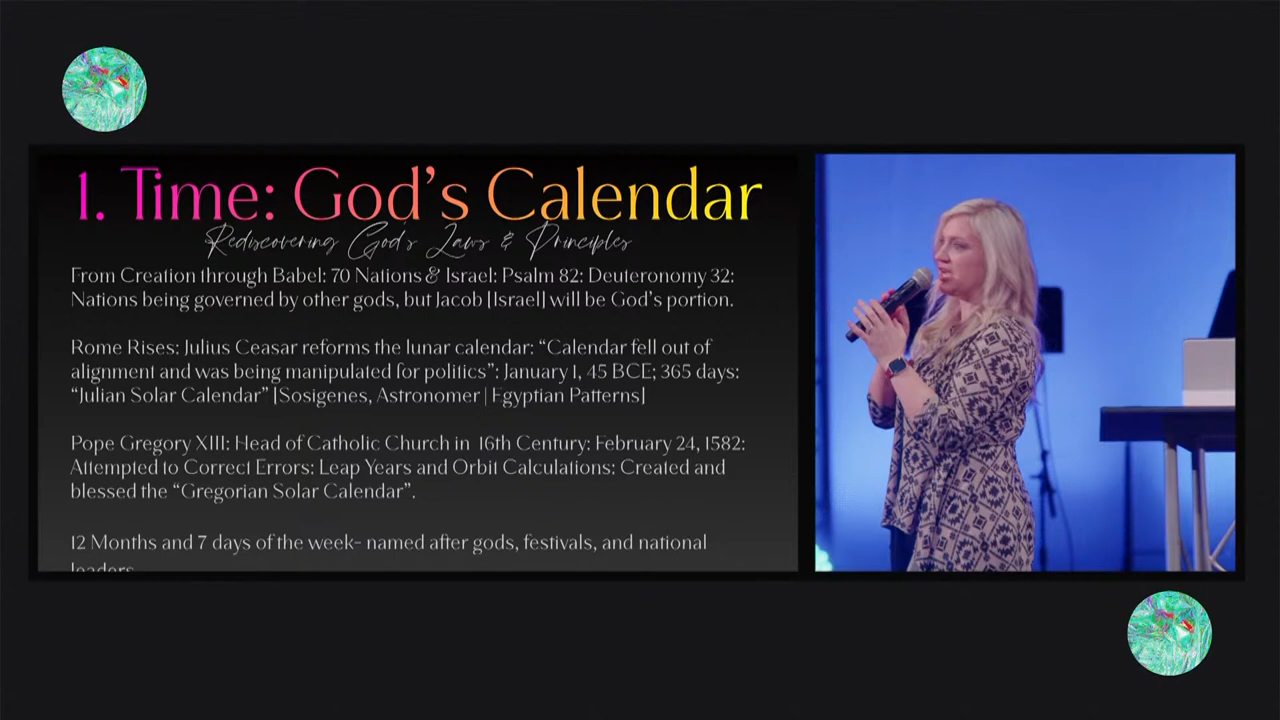 1. Time: God's Calendar
Rediscovering God's Laws & Principles
From Creation through Babel: 70 Nations & Israel: Psalm 82: Deuteronomy 32:
Nations being governed by other gods, but Jacob [Israel] will be God's portion.
Rome Rises: Julius Ceasar reforms the lunar calendar: “Calendar fell out of
alignment and was being manipulated for politics”: January 1, 45 BCE; 365 days:
“Julian Solar Calendar” [Sosigenes, Astronomer | Egyptian Patterns]
Pope Gregory XIII: Head of Catholic Church in 16th Century: February 24, 1582:
Attempted to Correct Errors: Leap Years and Orbit Calculations: Created and
blessed the “Gregorian Solar Calendar”.
12 Months and 7 days of the week- named after gods, festivals, and national
leaders